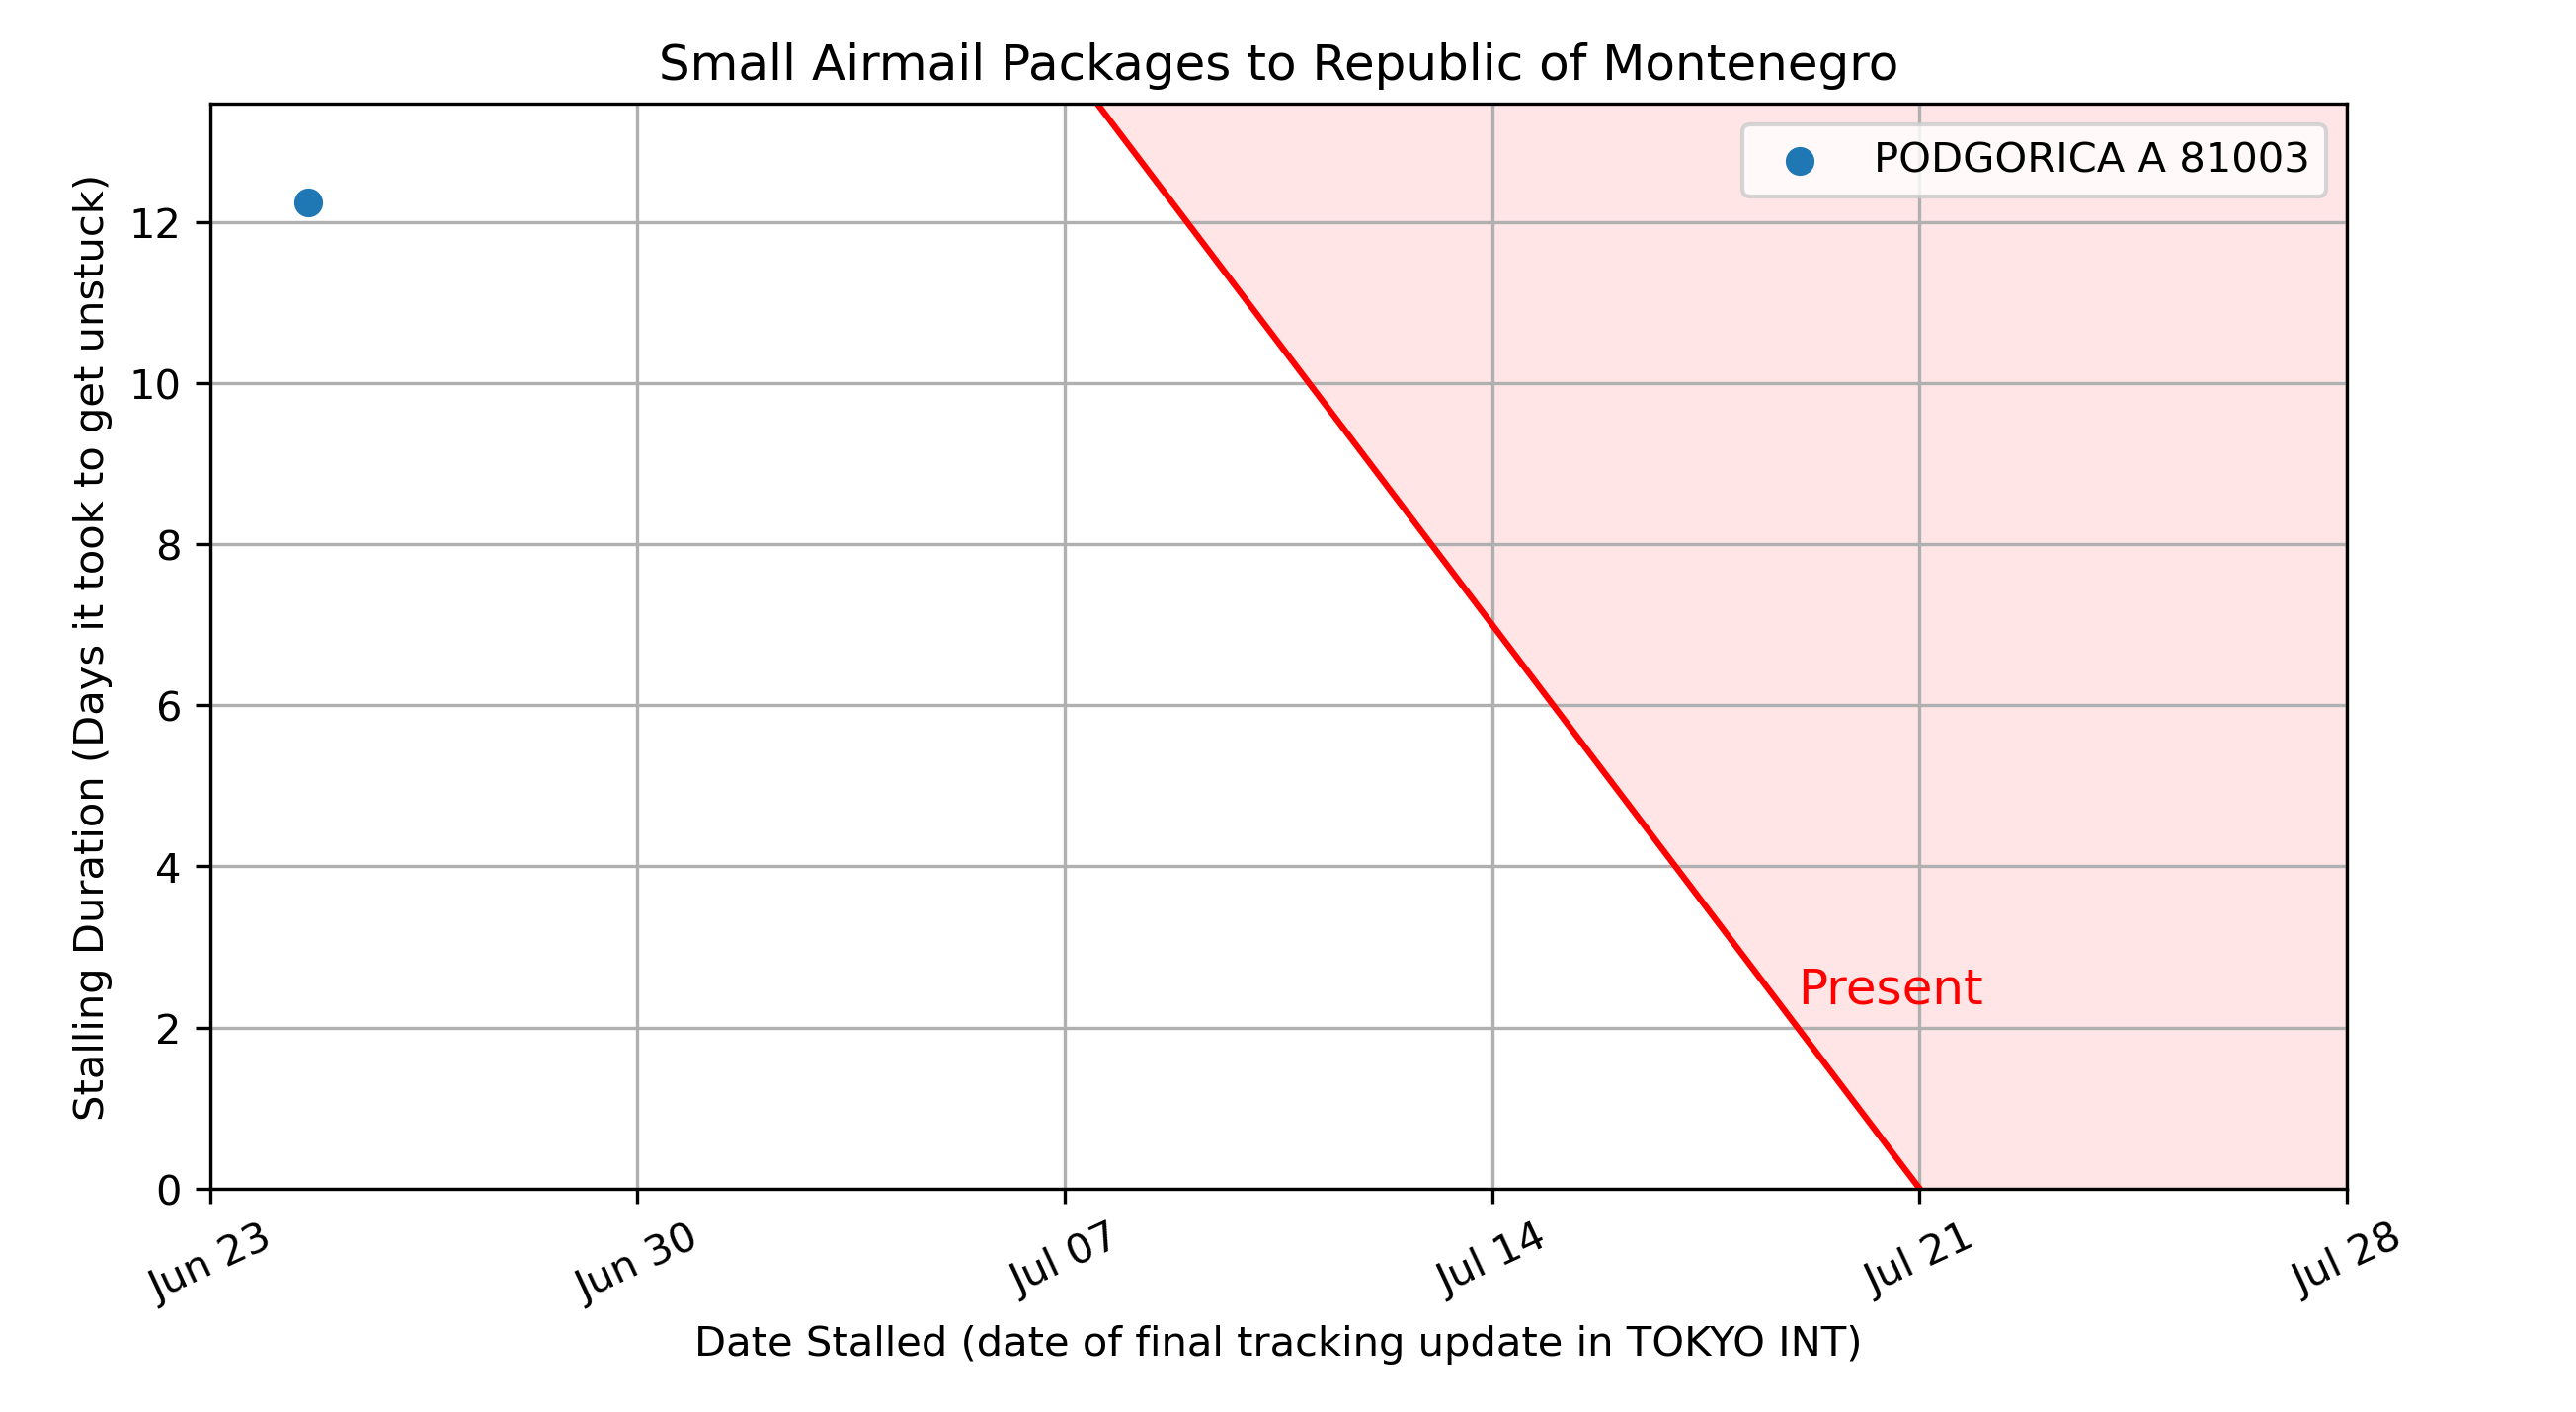 Small Airmail Packages to Republic of Montenegro
PODGORICA A 81003
Stalling Duration (Days it took to get unstuck)
12
10
8
6
4
2
0
Present
Jun 23
Jun 30
Jul 07
Jul 14
Jul 21
Jul 28
Date Stalled (date of final tracking update in TOKYO INT)